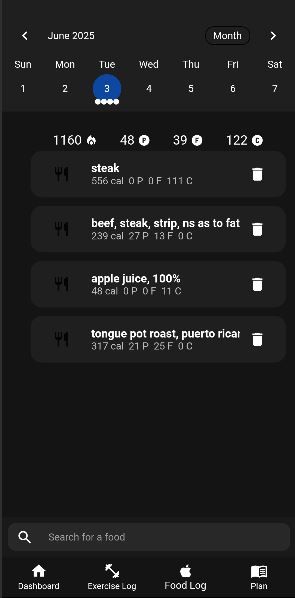 June 2025 Month
Sun Mon Tue Wed Thu Fri Sat
1 2 3 4 5 6 7
1160 48 P 39 F 122 C
steak
556 cal 0 P 0 F 111 C
beef, steak, strip, ns as to fat
239 cal 27 P 13 F 0 C
apple juice, 100%
48 cal 0 P 0 F 11 C
tongue pot roast, puerto rican
317 cal 21 P 25 F 0 C
Search for a food
Dashboard Exercise Log Food Log Plan